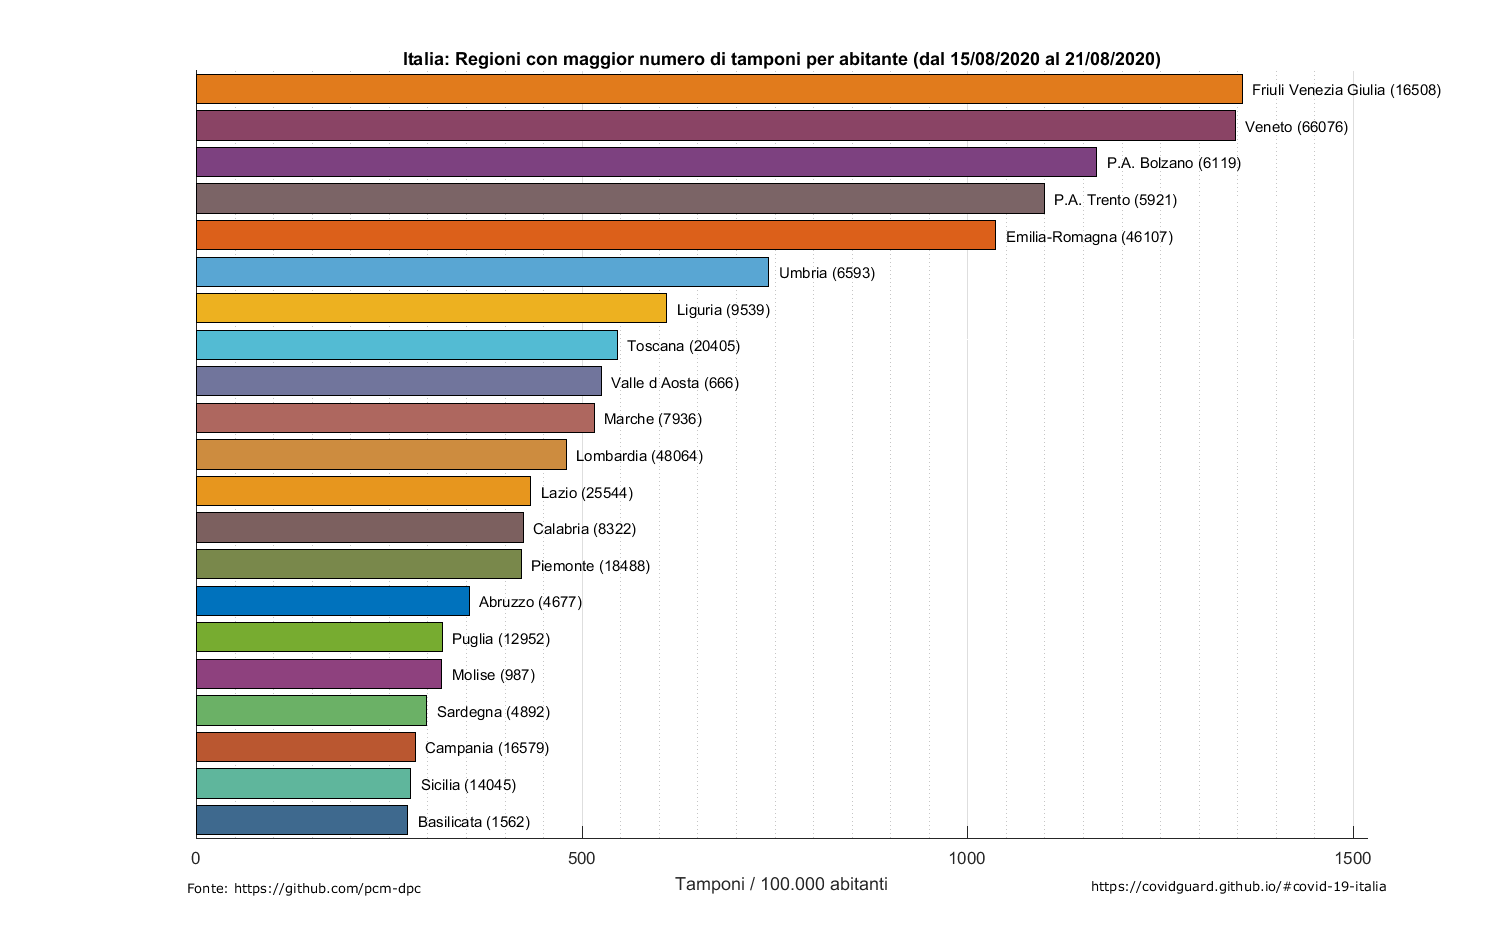 Italia: Regioni con maggior numero di tamponi per abitante (dal 15/08/2020 al 21/08/2020)
Friuli Venezia Giulia (16508)
Veneto (66076)
P.A. Bolzano (6119)
P.A. Trento (5921)
Emilia-Romagna (46107)
Umbria (6593)
Liguria (9539)
Toscana (20405)
Valle d Aosta (666)
Marche (7936)
Lombardia (48064)
Lazio (25544)
Calabria (8322)
Piemonte (18488)
Abruzzo (4677)
Puglia (12952)
Molise (987)
Sardegna (4892)
Campania (16579)
Sicilia (14045)
Basilicata (1562)
0 500 1000 1500
Tamponi / 100.000 abitanti
Fonte: https://github.com/pcm-dpc
https://covidguard.github.io/#covid-19-italia